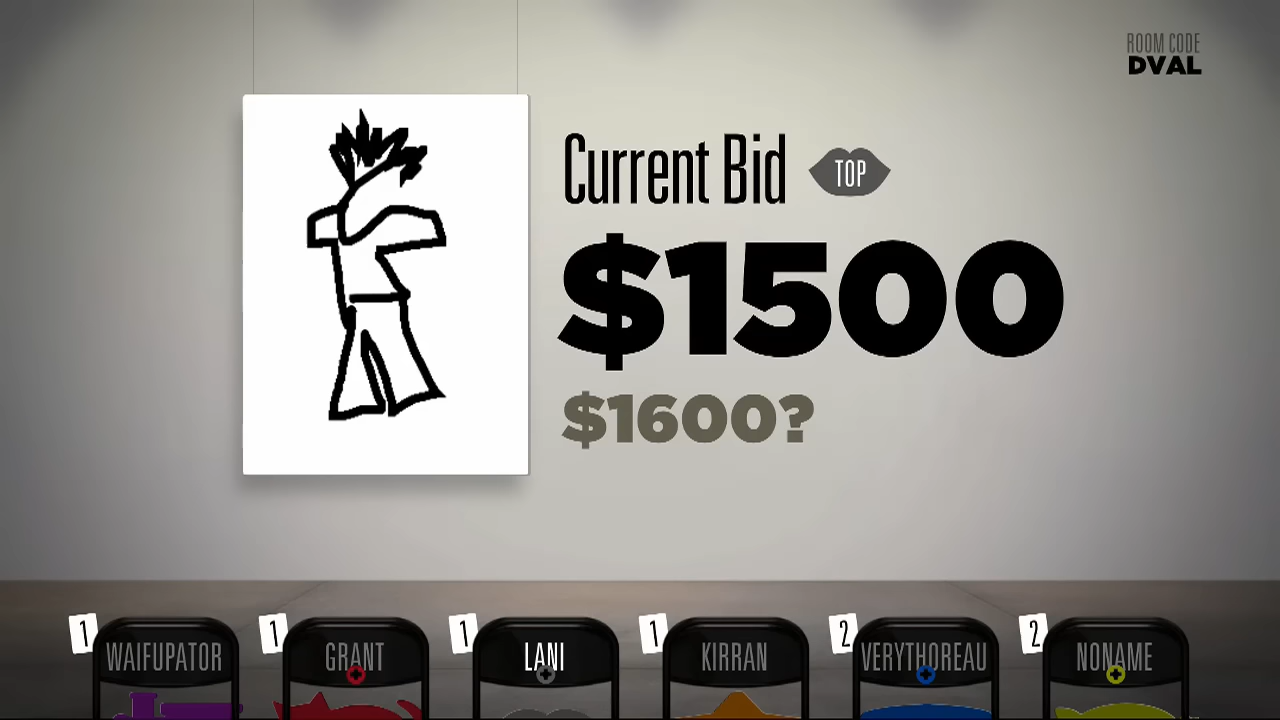 ROOM CODE
DVAL
Current Bid TOP
$1500
$1600?
1 WAIFUPATOR 1 GRANT 1 LANI 1 KIRRAN 2 VERYTHOREAU 2 NONAME